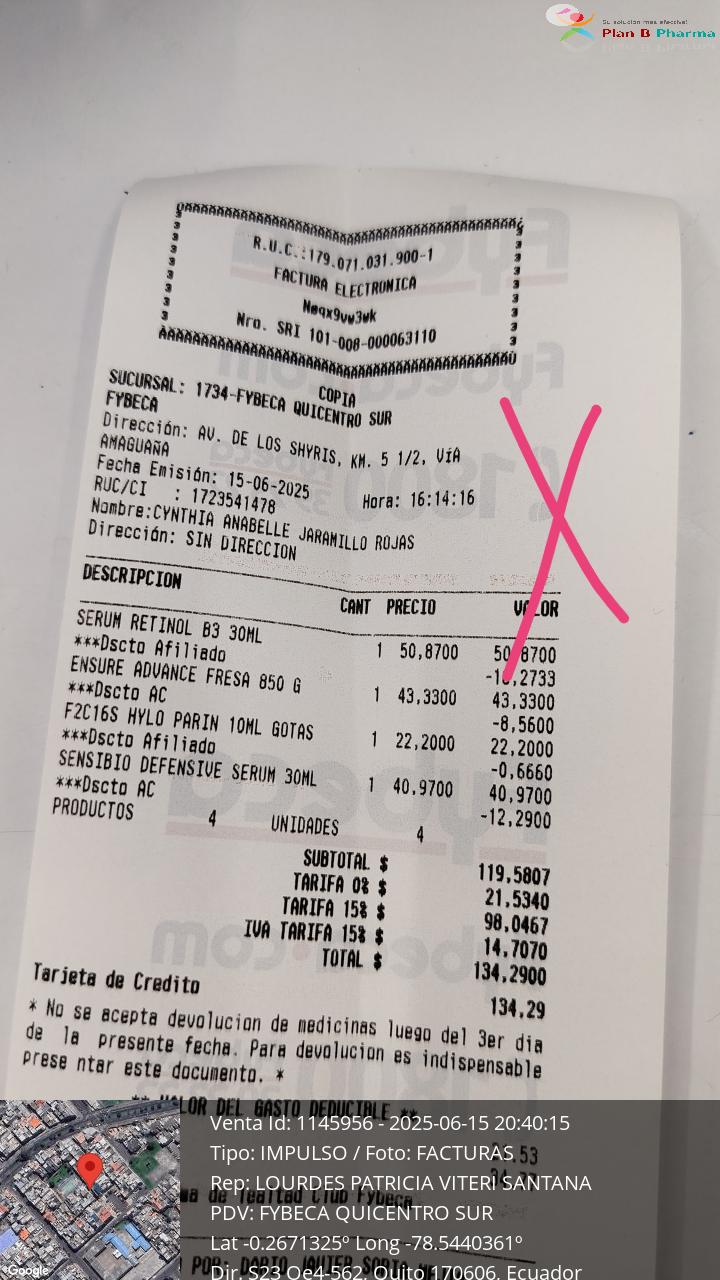 Su solución mas efectiva!
Plan B Pharma
R.U.C.:179.071.031.900-1
FACTURA ELECTRONICA
Neqx9vw3wk
Nro. SRI 101-008-000063110
COPIA
SUCURSAL: 1734-FYBECA QUICENTRO SUR
FYBECA
Dirección: AV. DE LOS SHYRIS, KM. 5 1/2, VíA
AMAGUAÑA
Fecha Emisión: 15-06-2025 Hora: 16:14:16
RUC/CI : 1723541478
Nombre:CYNTHIA ANABELLE JARAMILLO ROJAS
Dirección: SIN DIRECCION
DESCRIPCION CANT PRECIO VALOR
SERUM RETINOL B3 30ML 1 50,8700 50,8700
***Dscto Afiliado
ENSURE ADVANCE FRESA 850 G 1 43,3300 43,3300
***Dscto AC -8,5600
F2C16S HYLO PARIN 10ML GOTAS 1 22,2000 22,2000
***Dscto Afiliado -0,6660
SENSIBIO DEFENSIVE SERUM 30ML 1 40,9700 40,9700
***Dscto AC -12,2900
PRODUCTOS 4 UNIDADES 4
SUBTOTAL $ 119,5807
TARIFA 0% $ 21,5340
TARIFA 15% $ 98,0467
IVA TARIFA 15% $ 14,7070
TOTAL $ 134,2900
Tarjeta de Credito 134,29
* No se acepta devolucion de medicinas luego del 3er dia
de la presente fecha. Para devolucion es indispensable
prese ntar este documento. *
** VALOR DEL GASTO DEDUCIBLE **
Venta Id: 1145956 - 2025-06-15 20:40:15
Tipo: IMPULSO / Foto: FACTURAS
Rep: LOURDES PATRICIA VITERI SANTANA
PDV: FYBECA QUICENTRO SUR
Lat -0.2671325º Long -78.5440361º
Dir. S23 Oe4-562, Quito 170606, Ecuador
Google